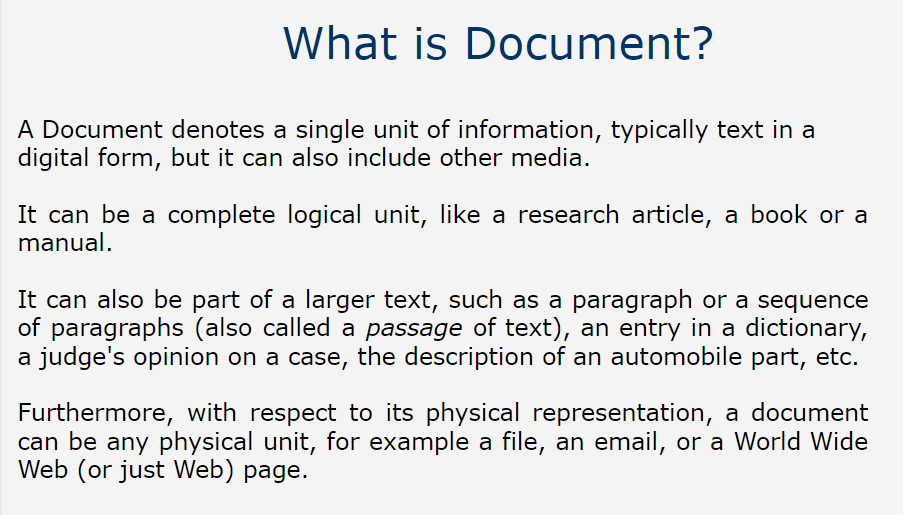 What is Document?
A Document denotes a single unit of information, typically text in a
digital form, but it can also include other media.
It can be a complete logical unit, like a research article, a book or a
manual.
It can also be part of a larger text, such as a paragraph or a sequence
of paragraphs (also called a passage of text), an entry in a dictionary,
a judge's opinion on a case, the description of an automobile part, etc.
Furthermore, with respect to its physical representation, a document
can be any physical unit, for example a file, an email, or a World Wide
Web (or just Web) page.